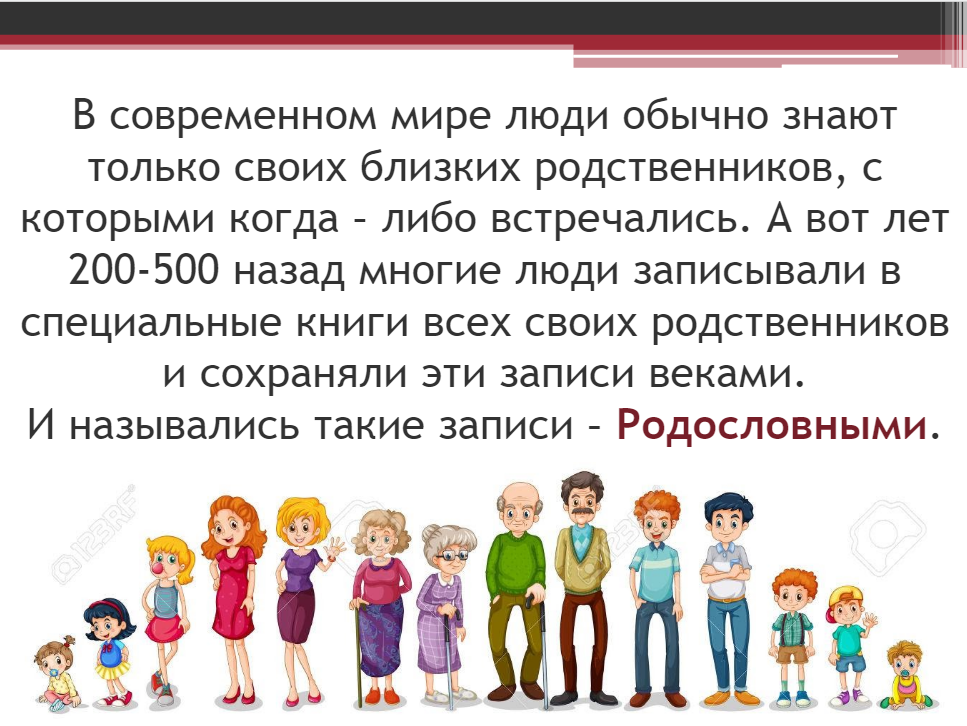 В современном мире люди обычно знают
только своих близких родственников, с
которыми когда – либо встречались. А вот лет
200-500 назад многие люди записывали в
специальные книги всех своих родственников
и сохраняли эти записи веками.
И назывались такие записи – Родословными.
123RF